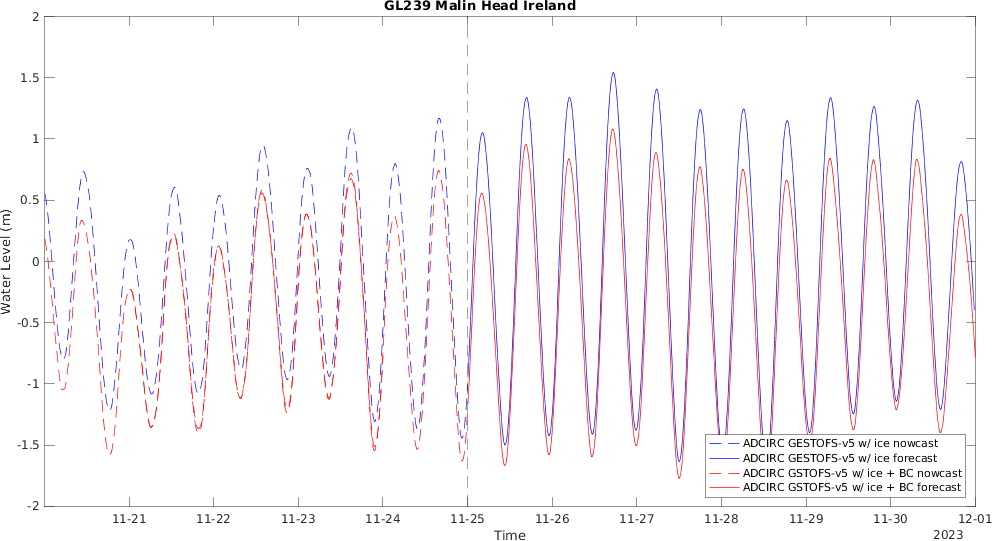 GL239 Malin Head Ireland
2
1.5
1
0.5
0
-0.5
-1
-1.5
-2
Water Level (m)
ADCIRC GESTOFS-v5 w/ ice nowcast
ADCIRC GESTOFS-v5 w/ ice forecast
ADCIRC GSTOFS-v5 w/ ice + BC nowcast
ADCIRC GSTOFS-v5 w/ ice + BC forecast
11-21 11-22 11-23 11-24 11-25 11-26 11-27 11-28 11-29 11-30 12-01
Time
2023